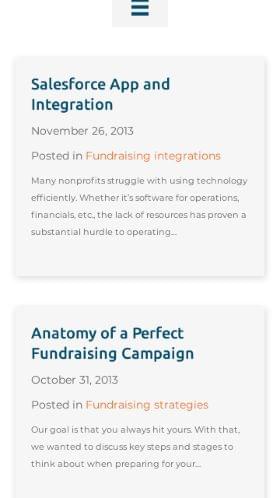 Salesforce App and
Integration
November 26, 2013
Posted in Fundraising integrations
Many nonprofits struggle with using technology
efficiently. Whether it's software for operations,
financials, etc., the lack of resources has proven a
substantial hurdle to operating...
Anatomy of a Perfect
Fundraising Campaign
October 31, 2013
Posted in Fundraising strategies
Our goal is that you always hit yours. With that,
we wanted to discuss key steps and stages to
think about when preparing for your...